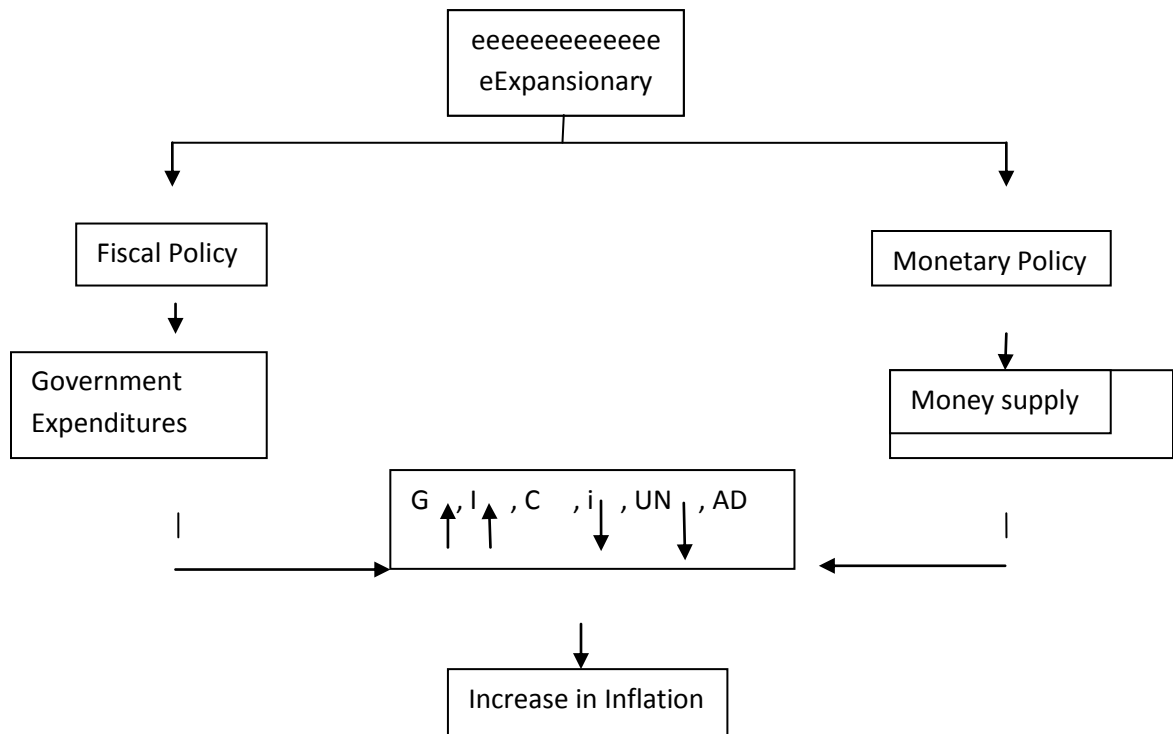 eeeeeeeeeeeee
eExpansionary
Fiscal Policy
Monetary Policy
Government
Expenditures
Money supply
G , I , C , i , UN , AD
Increase in Inflation